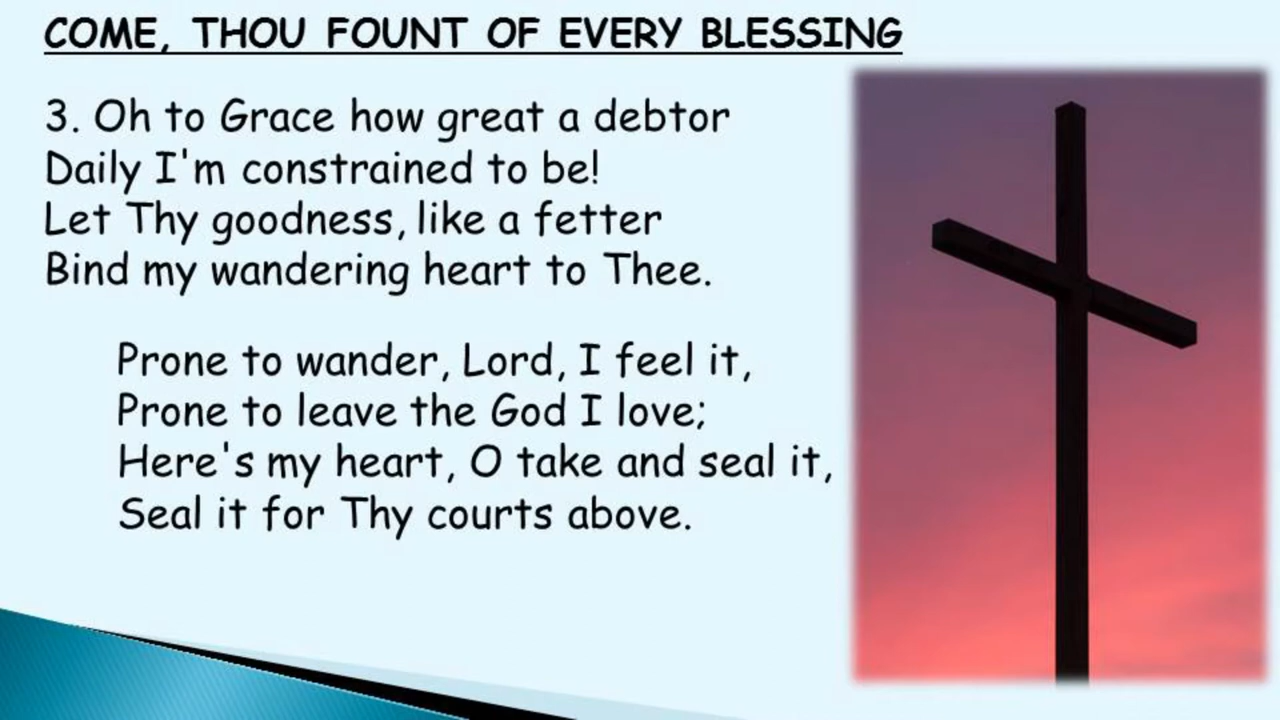 COME, THOU FOUNT OF EVERY BLESSING
3. Oh to Grace how great a debtor
Daily I'm constrained to be!
Let Thy goodness, like a fetter
Bind my wandering heart to Thee.
Prone to wander, Lord, I feel it,
Prone to leave the God I love;
Here's my heart, O take and seal it,
Seal it for Thy courts above.